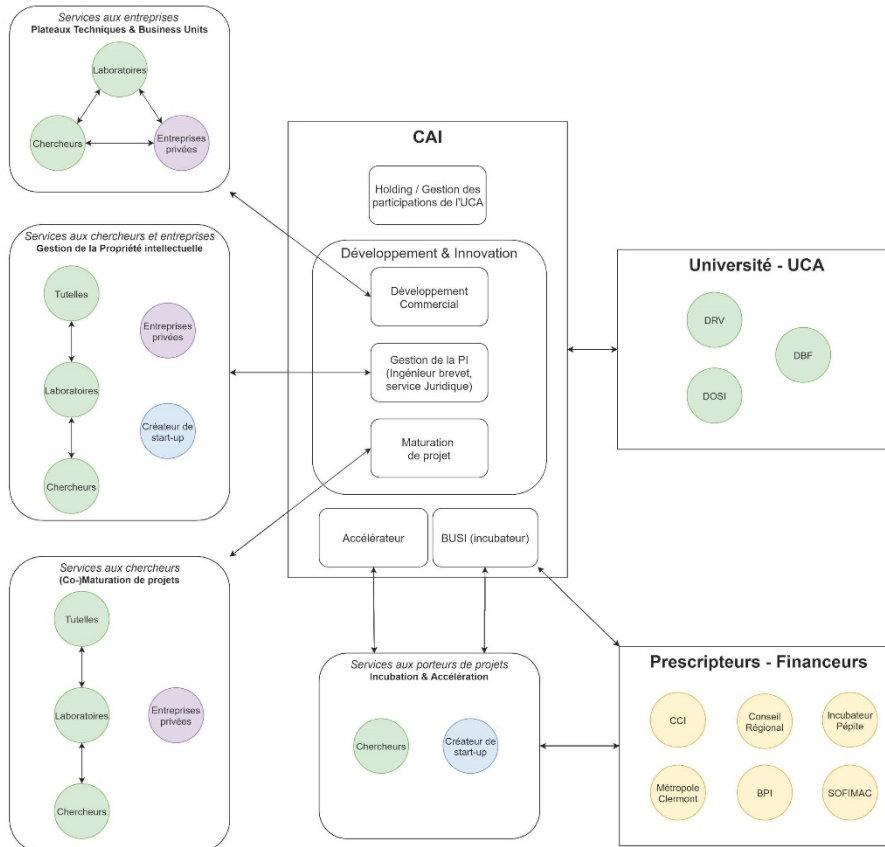 Services aux entreprises
Plateaux Techniques & Business Units
Laboratoires
Chercheurs
Entreprises
privées
Services aux chercheurs et entreprises
Gestion de la Propriété intellectuelle
Tutelles
Entreprises
privées
Laboratoires
Créateur de
start-up
Chercheurs
Services aux chercheurs
(Co-)Maturation de projets
Tutelles
Laboratoires
Entreprises
privées
Chercheurs
CAI
Holding / Gestion des
participations de l'UCA
Développement & Innovation
Développement
Commercial
Gestion de la PI
(Ingénieur brevet,
service Juridique)
Maturation
de projet
Accélérateur
BUSI (incubateur)
Services aux porteurs de projets
Incubation & Accélération
Chercheurs
Créateur de
start-up
Université - UCA
DRV
DBF
DOSI
Prescripteurs - Financeurs
CCI
Conseil
Régional
Incubateur
Pépite
Métropole
Clermont
BPI
SOFIMAC